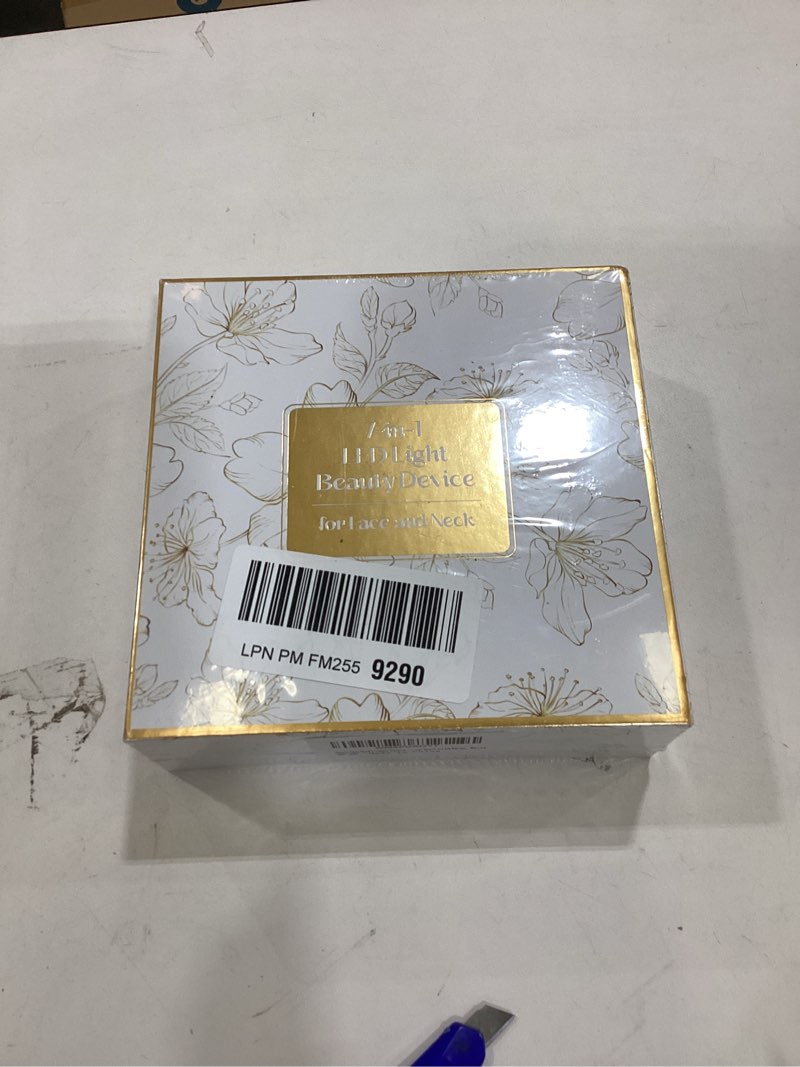 7-in-1
LED Light
Beauty Device
for Face and Neck
LPN PM FM255 9290